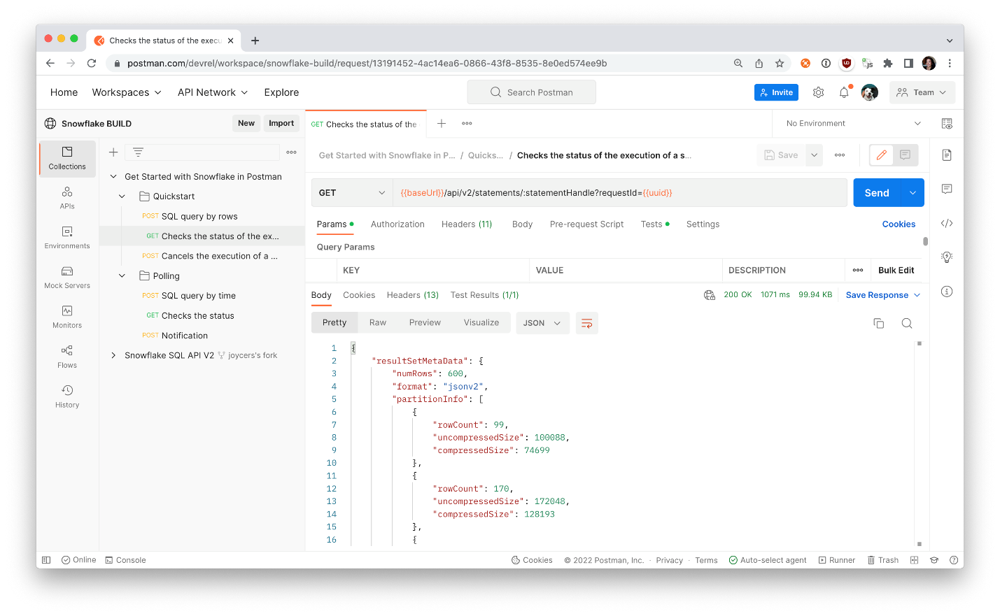 Checks the status of the execu
postman.com/devrel/workspace/snowflake-build/request/13191452-4ac14ea6-0866-43f8-8535-8e0ed574ee9b
Home Workspaces API Network Explore Search Postman Invite Team
Snowflake BUILD New Import
GET Checks the status of the
No Environment
Collections
APIs
Environments
Mock Servers
Monitors
Flows
History
Get Started with Snowflake in Postman
Quickstart
POST SQL query by rows
GET Checks the status of the ex...
POST Cancels the execution of a ...
Polling
POST SQL query by time
GET Checks the status
POST Notification
Snowflake SQL API V2 joycers's fork
Get Started with Snowflake in P... / Quicks... / Checks the status of the execution of a s... Save
GET {{baseUrl}}/api/v2/statements/:statementHandle?requestId={{uuid}} Send
Params Authorization Headers (11) Body Pre-request Script Tests Settings Cookies
Query Params
KEY VALUE DESCRIPTION Bulk Edit
Body Cookies Headers (13) Test Results (1/1) 200 OK 1071 ms 99.94 KB Save Response
Pretty Raw Preview Visualize JSON
1 {
2 "resultSetMetaData": {
3 "numRows": 600,
4 "format": "jsonv2",
5 "partitionInfo": [
6 {
7 "rowCount": 99,
8 "uncompressedSize": 100088,
9 "compressedSize": 74699
10 },
11 {
12 "rowCount": 170,
13 "uncompressedSize": 172048,
14 "compressedSize": 128193
15 },
16 {
Online Console Cookies © 2022 Postman, Inc. · Privacy · Terms Auto-select agent Runner Trash